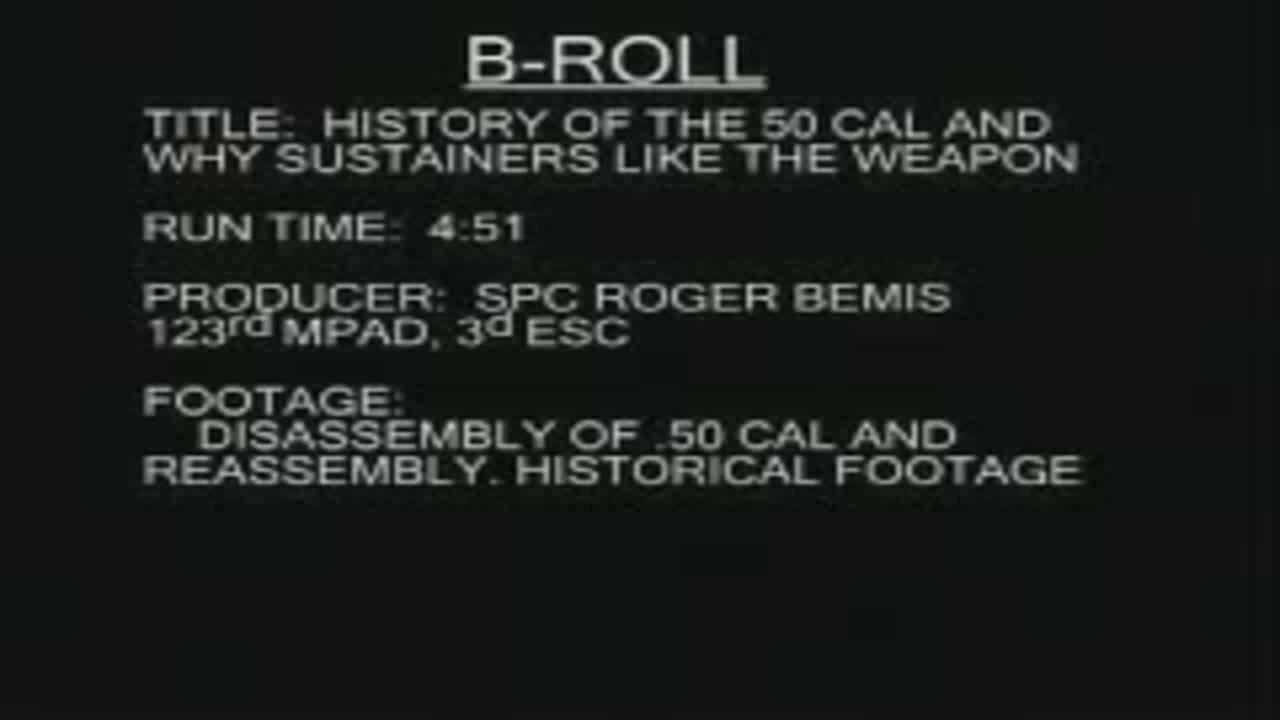 B-ROLL
TITLE: HISTORY OF THE 50 CAL AND
WHY SUSTAINERS LIKE THE WEAPON
RUN TIME: 4:51
PRODUCER: SPC ROGER BEMIS
123rd MPAD, 3d ESC
FOOTAGE:
DISASSEMBLY OF .50 CAL AND
REASSEMBLY. HISTORICAL FOOTAGE